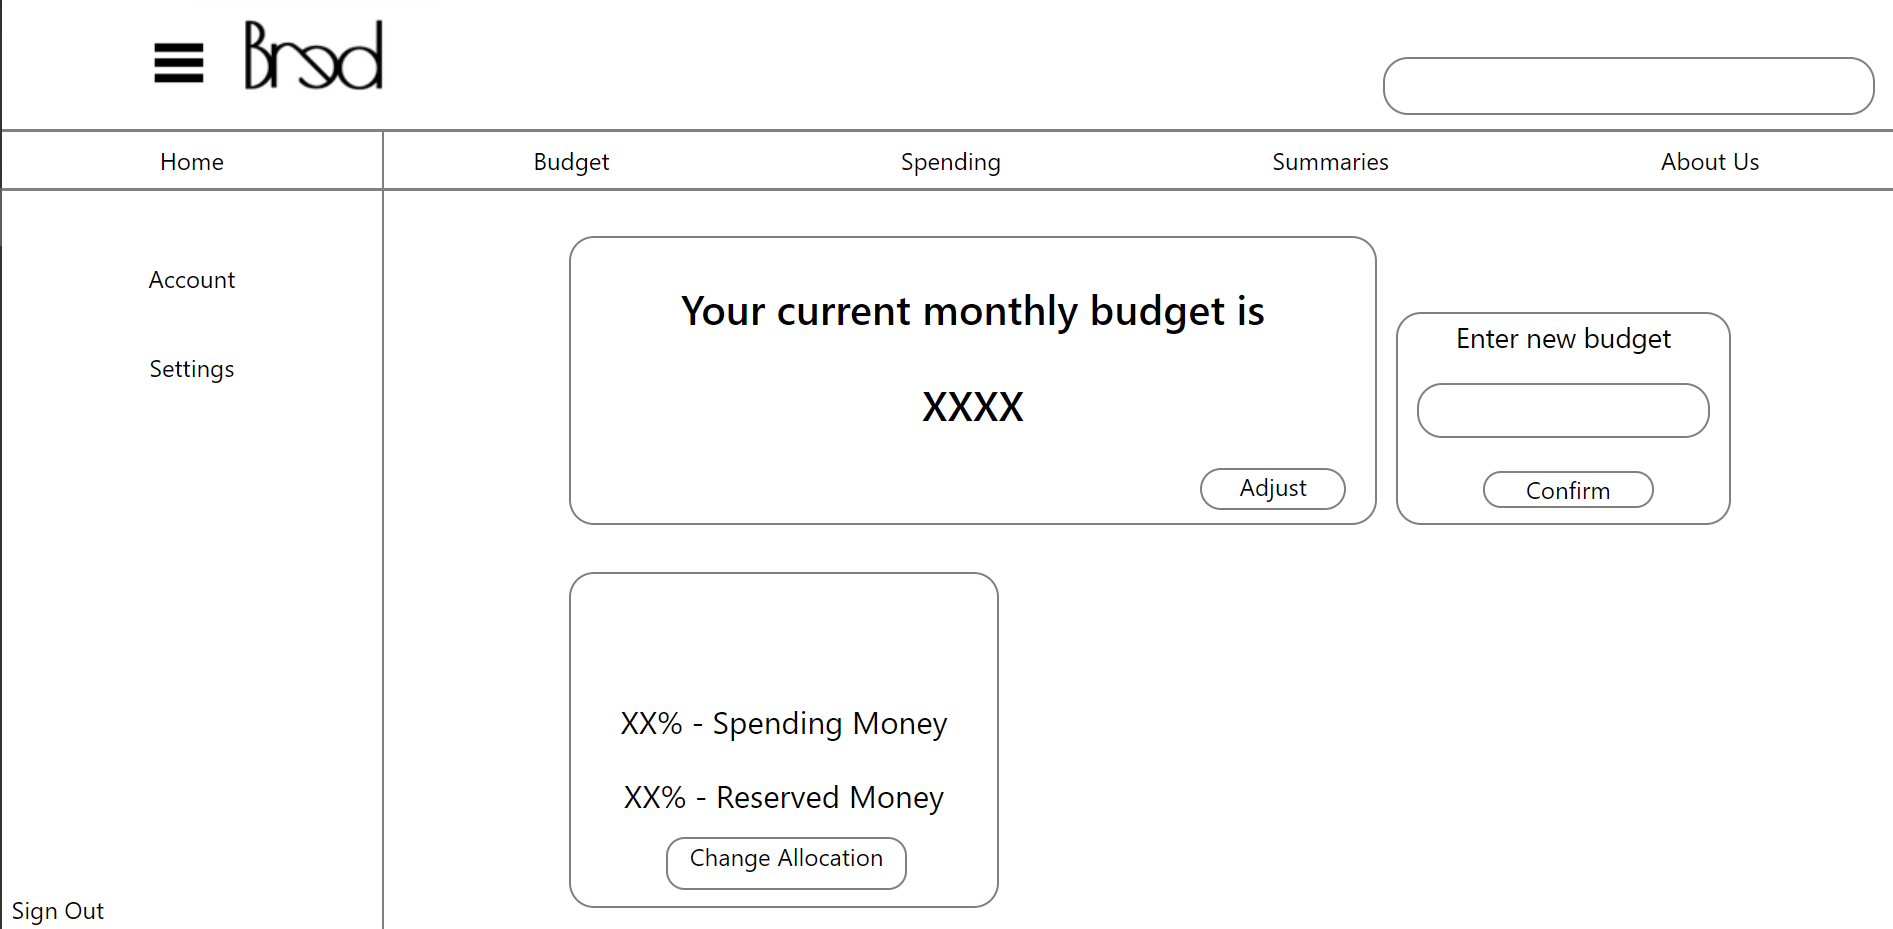 Bred
Home
Budget
Spending
Summaries
About Us
Account
Settings
Sign Out
Your current monthly budget is
XXXX
Adjust
Enter new budget
Confirm
XX% - Spending Money
XX% - Reserved Money
Change Allocation